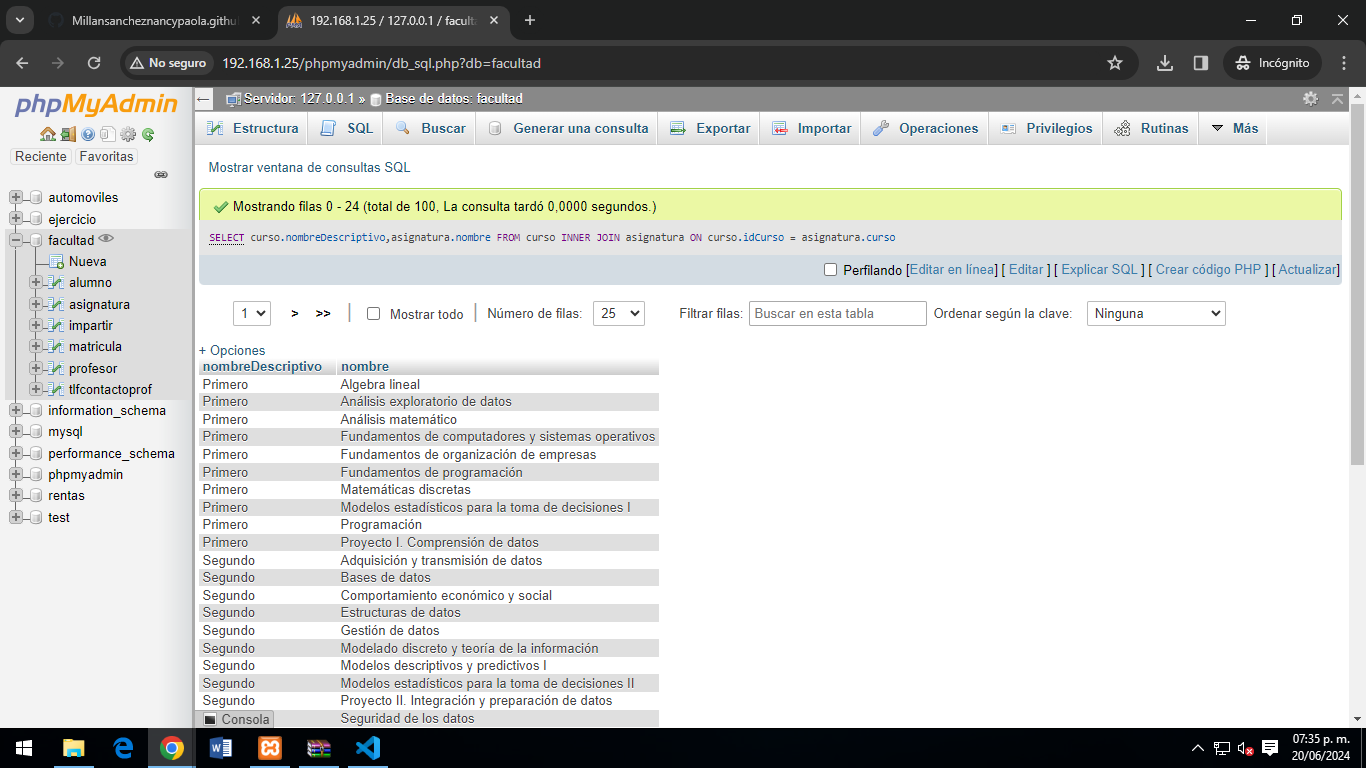 Millansancheznancypaola.githu
192.168.1.25 / 127.0.0.1 / faculta
No seguro
192.168.1.25/phpmyadmin/db_sql.php?db=facultad
Incógnito
phpMyAdmin
Reciente
Favoritas
automoviles
ejercicio
facultad
Nueva
alumno
asignatura
impartir
matricula
profesor
tlfcontactoprof
information_schema
mysql
performance_schema
phpmyadmin
rentas
test
Servidor: 127.0.0.1 » Base de datos: facultad
Estructura SQL Buscar Generar una consulta Exportar Importar Operaciones Privilegios Rutinas Más
Mostrar ventana de consultas SQL
Mostrando filas 0 - 24 (total de 100, La consulta tardó 0,0000 segundos.)
SELECT curso.nombreDescriptivo,asignatura.nombre FROM curso INNER JOIN asignatura ON curso.idCurso = asignatura.curso
Perfilando [Editar en línea] [ Editar ] [ Explicar SQL ] [ Crear código PHP ] [ Actualizar]
1 > >> | Mostrar todo | Número de filas: 25 Filtrar filas: Buscar en esta tabla Ordenar según la clave: Ninguna
+ Opciones
nombreDescriptivo nombre
Primero Algebra lineal
Primero Análisis exploratorio de datos
Primero Análisis matemático
Primero Fundamentos de computadores y sistemas operativos
Primero Fundamentos de organización de empresas
Primero Fundamentos de programación
Primero Matemáticas discretas
Primero Modelos estadísticos para la toma de decisiones I
Primero Programación
Primero Proyecto I. Comprensión de datos
Segundo Adquisición y transmisión de datos
Segundo Bases de datos
Segundo Comportamiento económico y social
Segundo Estructuras de datos
Segundo Gestión de datos
Segundo Modelado discreto y teoría de la información
Segundo Modelos descriptivos y predictivos I
Segundo Modelos estadísticos para la toma de decisiones II
Segundo Proyecto II. Integración y preparación de datos
Seguridad de los datos
Consola
07:35 p. m.
20/06/2024